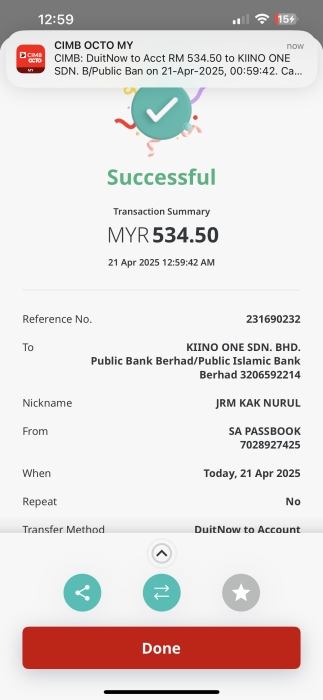 12:59
15
CIMB OCTO MY
now
CIMB: DuitNow to Acct RM 534.50 to KIINO ONE
SDN. B/Public Ban on 21-Apr-2025, 00:59:42. Ca...
CIMB
OCTO
MY
Successful
Transaction Summary
MYR 534.50
21 Apr 2025 12:59:42 AM
Reference No.
231690232
To
KIINO ONE SDN. BHD.
Public Bank Berhad/Public Islamic Bank
Berhad 3206592214
Nickname
JRM KAK NURUL
From
SA PASSBOOK
7028927425
When
Today, 21 Apr 2025
Repeat
No
Transfer Method
DuitNow to Account
Done